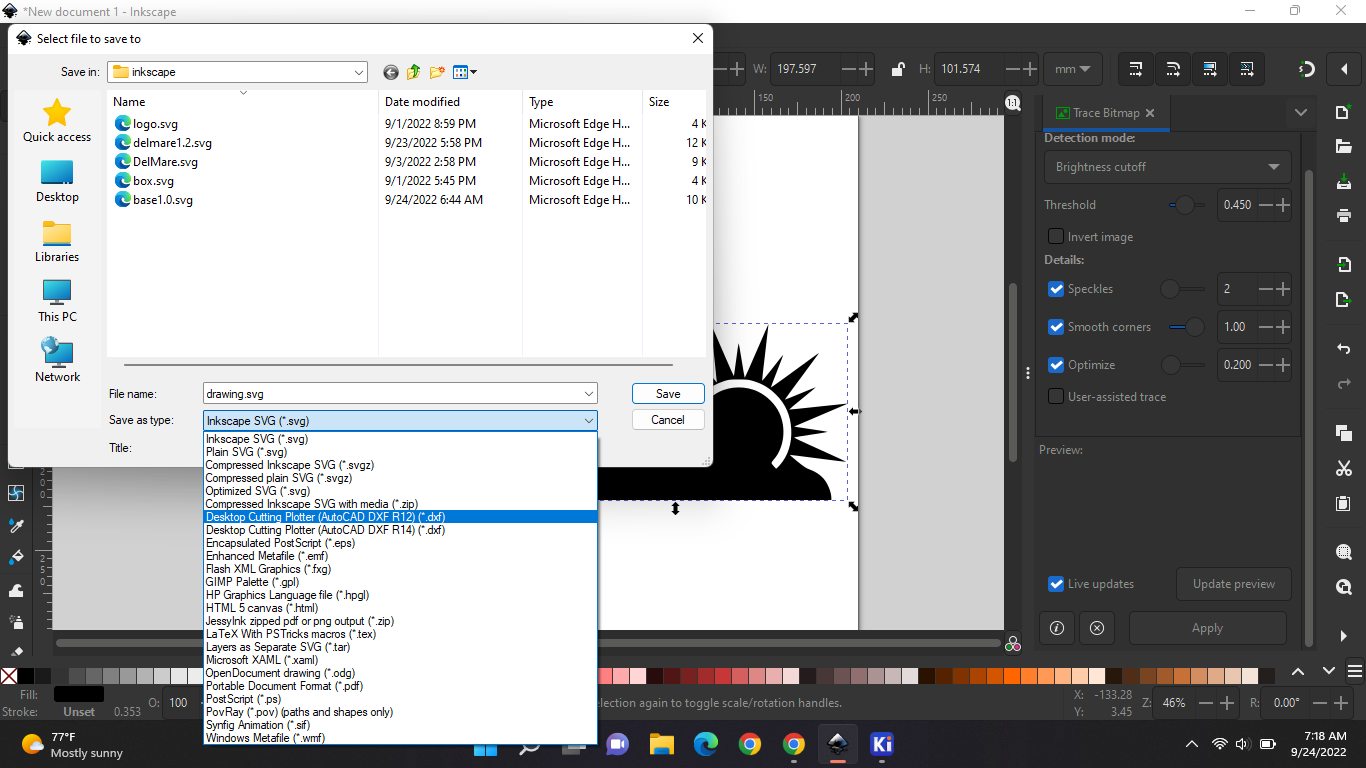 *New document 1 - Inkscape
Select file to save to
Save in: inkscape
W: 197.597 H: 101.574 mm
Name Date modified Type Size
logo.svg 9/1/2022 8:59 PM Microsoft Edge H... 4 K
delmare1.2.svg 9/23/2022 5:58 PM Microsoft Edge H... 12 K
DelMare.svg 9/3/2022 2:58 PM Microsoft Edge H... 9 K
box.svg 9/1/2022 5:45 PM Microsoft Edge H... 4 K
base1.0.svg 9/24/2022 6:44 AM Microsoft Edge H... 10 K
Quick access
Desktop
Libraries
This PC
Network
File name: drawing.svg Save
Save as type: Inkscape SVG (*.svg) Cancel
Title:
Inkscape SVG (*.svg)
Plain SVG (*.svg)
Compressed Inkscape SVG (*.svgz)
Compressed plain SVG (*.svgz)
Optimized SVG (*.svg)
Compressed Inkscape SVG with media (*.zip)
Desktop Cutting Plotter (AutoCAD DXF R12) (*.dxf)
Desktop Cutting Plotter (AutoCAD DXF R14) (*.dxf)
Encapsulated PostScript (*.eps)
Enhanced Metafile (*.emf)
Flash XML Graphics (*.fxg)
GIMP Palette (*.gpl)
HP Graphics Language file (*.hpgl)
HTML 5 canvas (*.html)
JessyInk zipped pdf or png output (*.zip)
LaTeX With PSTricks macros (*.tex)
Layers as Separate SVG (*.tar)
Microsoft XAML (*.xaml)
OpenDocument drawing (*.odg)
Portable Document Format (*.pdf)
PostScript (*.ps)
PovRay (*.pov) (paths and shapes only)
Synfig Animation (*.sif)
Windows Metafile (*.wmf)
150 200 250
1:1
Trace Bitmap
Detection mode:
Brightness cutoff
Threshold 0.450
Invert image
Details:
Speckles 2
Smooth corners 1.00
Optimize 0.200
User-assisted trace
Preview:
Live updates Update preview
Apply
Fill:
Stroke: Unset 0.353 O: 100
election again to toggle scale/rotation handles.
X: -133.28
Y: 3.45
Z: 46% R: 0.00°
77°F
Mostly sunny
Ki
7:18 AM
9/24/2022